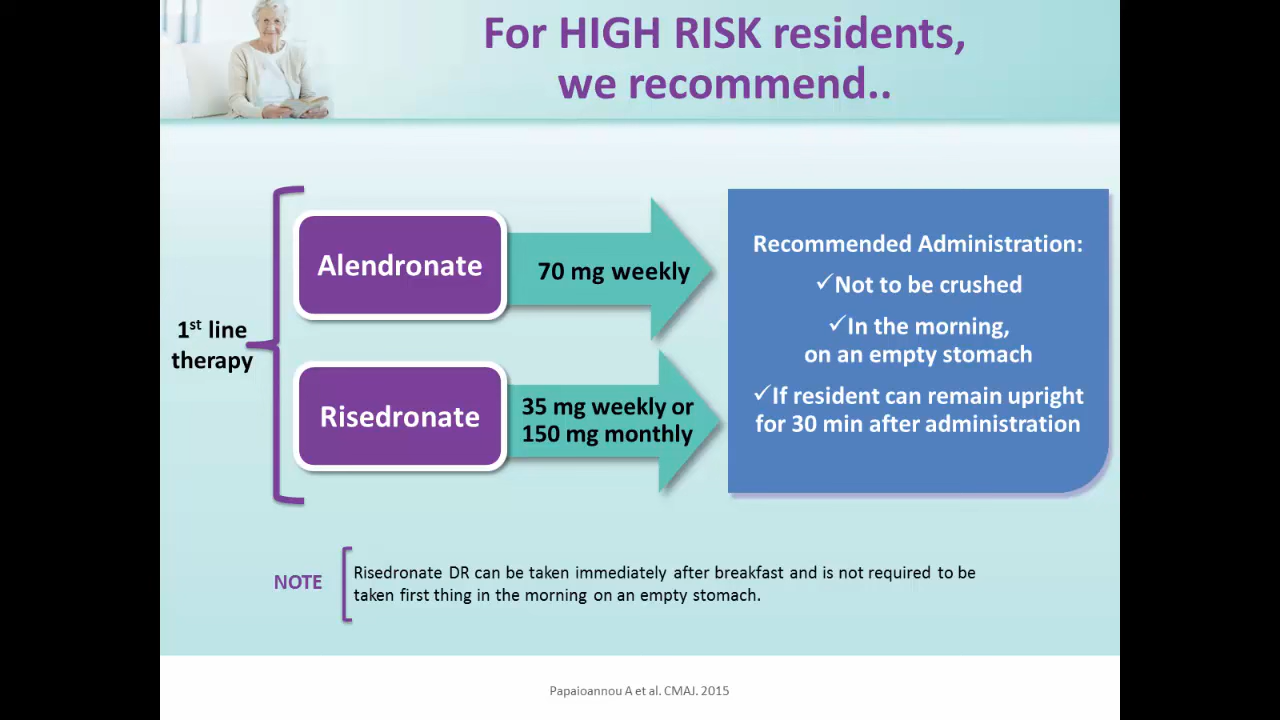 For HIGH RISK residents,
we recommend..
1st line
therapy
Alendronate
70 mg weekly
Risedronate
35 mg weekly or
150 mg monthly
Recommended Administration:
✓Not to be crushed
✓In the morning,
on an empty stomach
✓If resident can remain upright
for 30 min after administration
NOTE
Risedronate DR can be taken immediately after breakfast and is not required to be
taken first thing in the morning on an empty stomach.
Papaioannou A et al. CMAJ. 2015